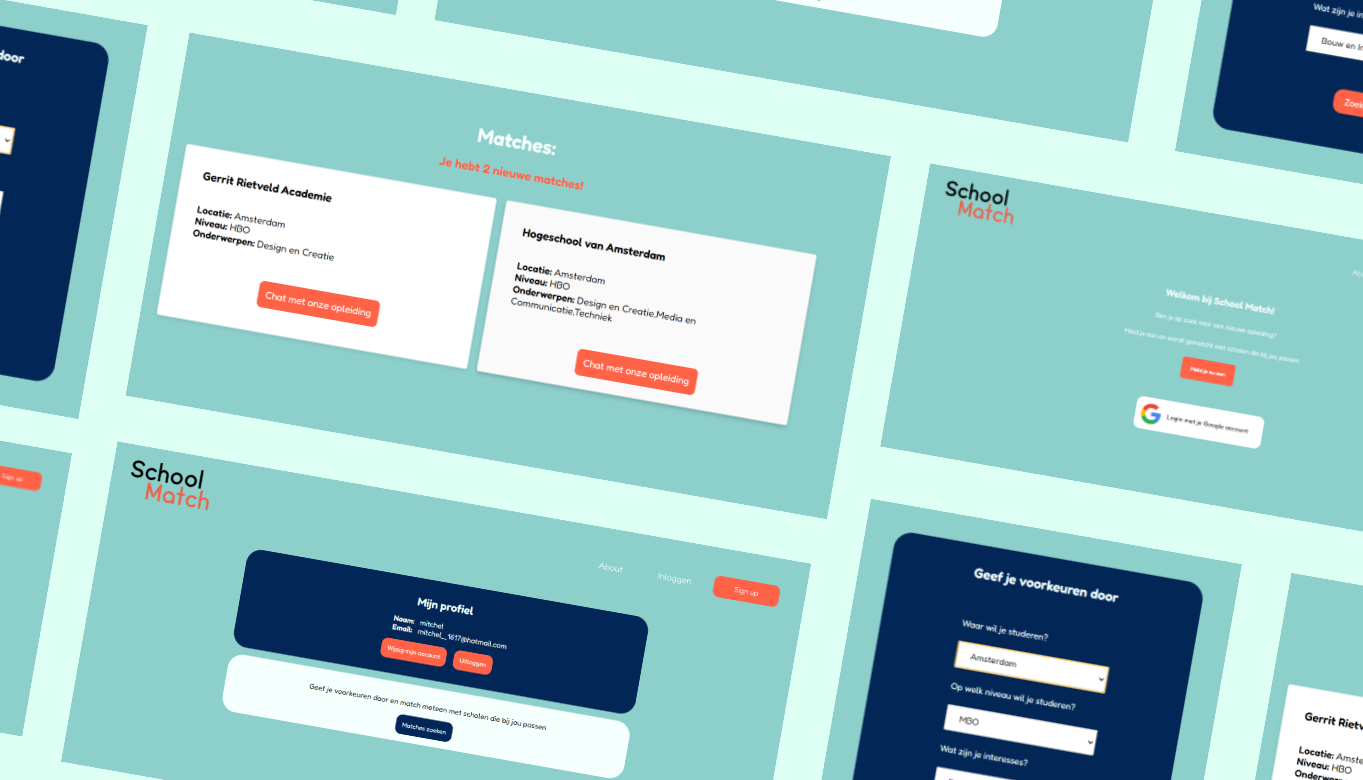 door
Wat zijn je in
Bouw en In
Zoek
Matches:
Je hebt 2 nieuwe matches!
Gerrit Rietveld Academie
Locatie: Amsterdam
Niveau: HBO
Onderwerpen: Design en Creatie
Chat met onze opleiding
Hogeschool van Amsterdam
Locatie: Amsterdam
Niveau: HBO
Onderwerpen: Design en Creatie,Media en
Communicatie,Techniek
Chat met onze opleiding
School
Match
Abo
Welkom bij School Match!
Ben je op zoek naar een nieuwe opleiding?
Meld je aan en wordt gematcht met scholen die bij jou passen
Meld je nu aan
Login met je Google account
Sign up
School
Match
About
Inloggen
Sign up
Mijn profiel
Naam: mitchel
Email: mitchel_1617@hotmail.com
Wijzig mijn account
Uitloggen
Geef je voorkeuren door en match meteen met scholen die bij jou passen
Matches zoeken
Geef je voorkeuren door
Waar wil je studeren?
Amsterdam
Op welk niveau wil je studeren?
MBO
Wat zijn je interesses?
Gerrit Rietv
Locatie: Amste
Niveau: HBO
Onderwerpen